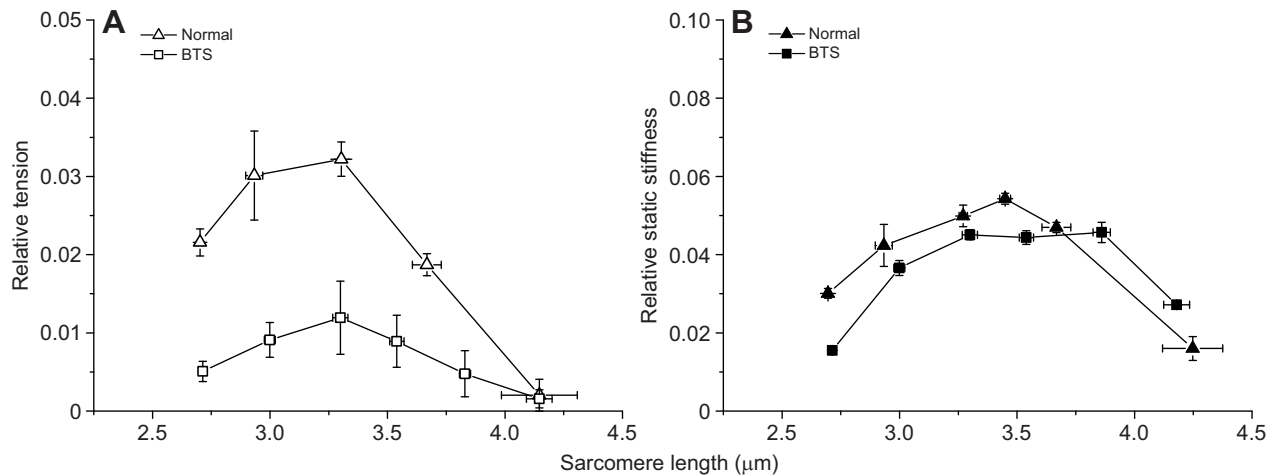 A
Normal
BTS
0.05
0.04
0.03
0.02
0.01
0
Relative tension
2.5 3.0 3.5 4.0 4.5
B
Normal
BTS
0.10
0.08
0.06
0.04
0.02
0
Relative static stiffness
2.5 3.0 3.5 4.0 4.5
Sarcomere length (μm)